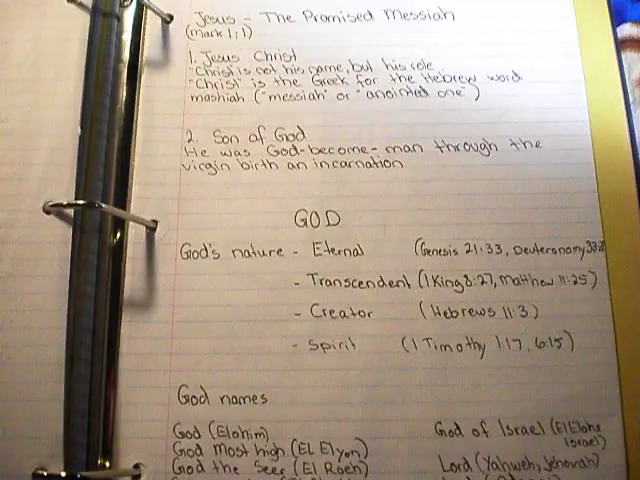 Jesus - The Promised Messiah
(Mark 1:1)
1. Jesus Christ
"Christ" is not his name, but his role
"Christ" is the Greek for the Hebrew word
mashiah ("messiah" or "anointed one")
2. Son of God
He was God-become-man through the
virgin birth an incarnation
GOD
God's nature - Eternal (Genesis 21:33, Deuteronomy
- Transcendent (1 King 8:27, Matthew 11:25)
- Creator (Hebrews 11:3)
- Spirit (1 Timothy 1:17, 6:15)
God names
God (Elohim) God of Israel (El Elohe
Israel)
God most high (EL Elyon)
God the Seer (El Roeh) Lord (Yahweh, Jehovah)